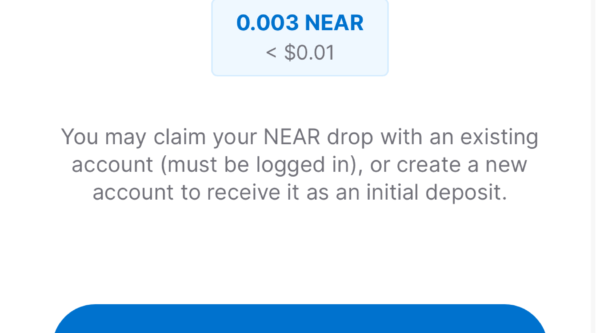 0.003 NEAR
< $0.01
You may claim your NEAR drop with an existing
account (must be logged in), or create a new
account to receive it as an initial deposit.